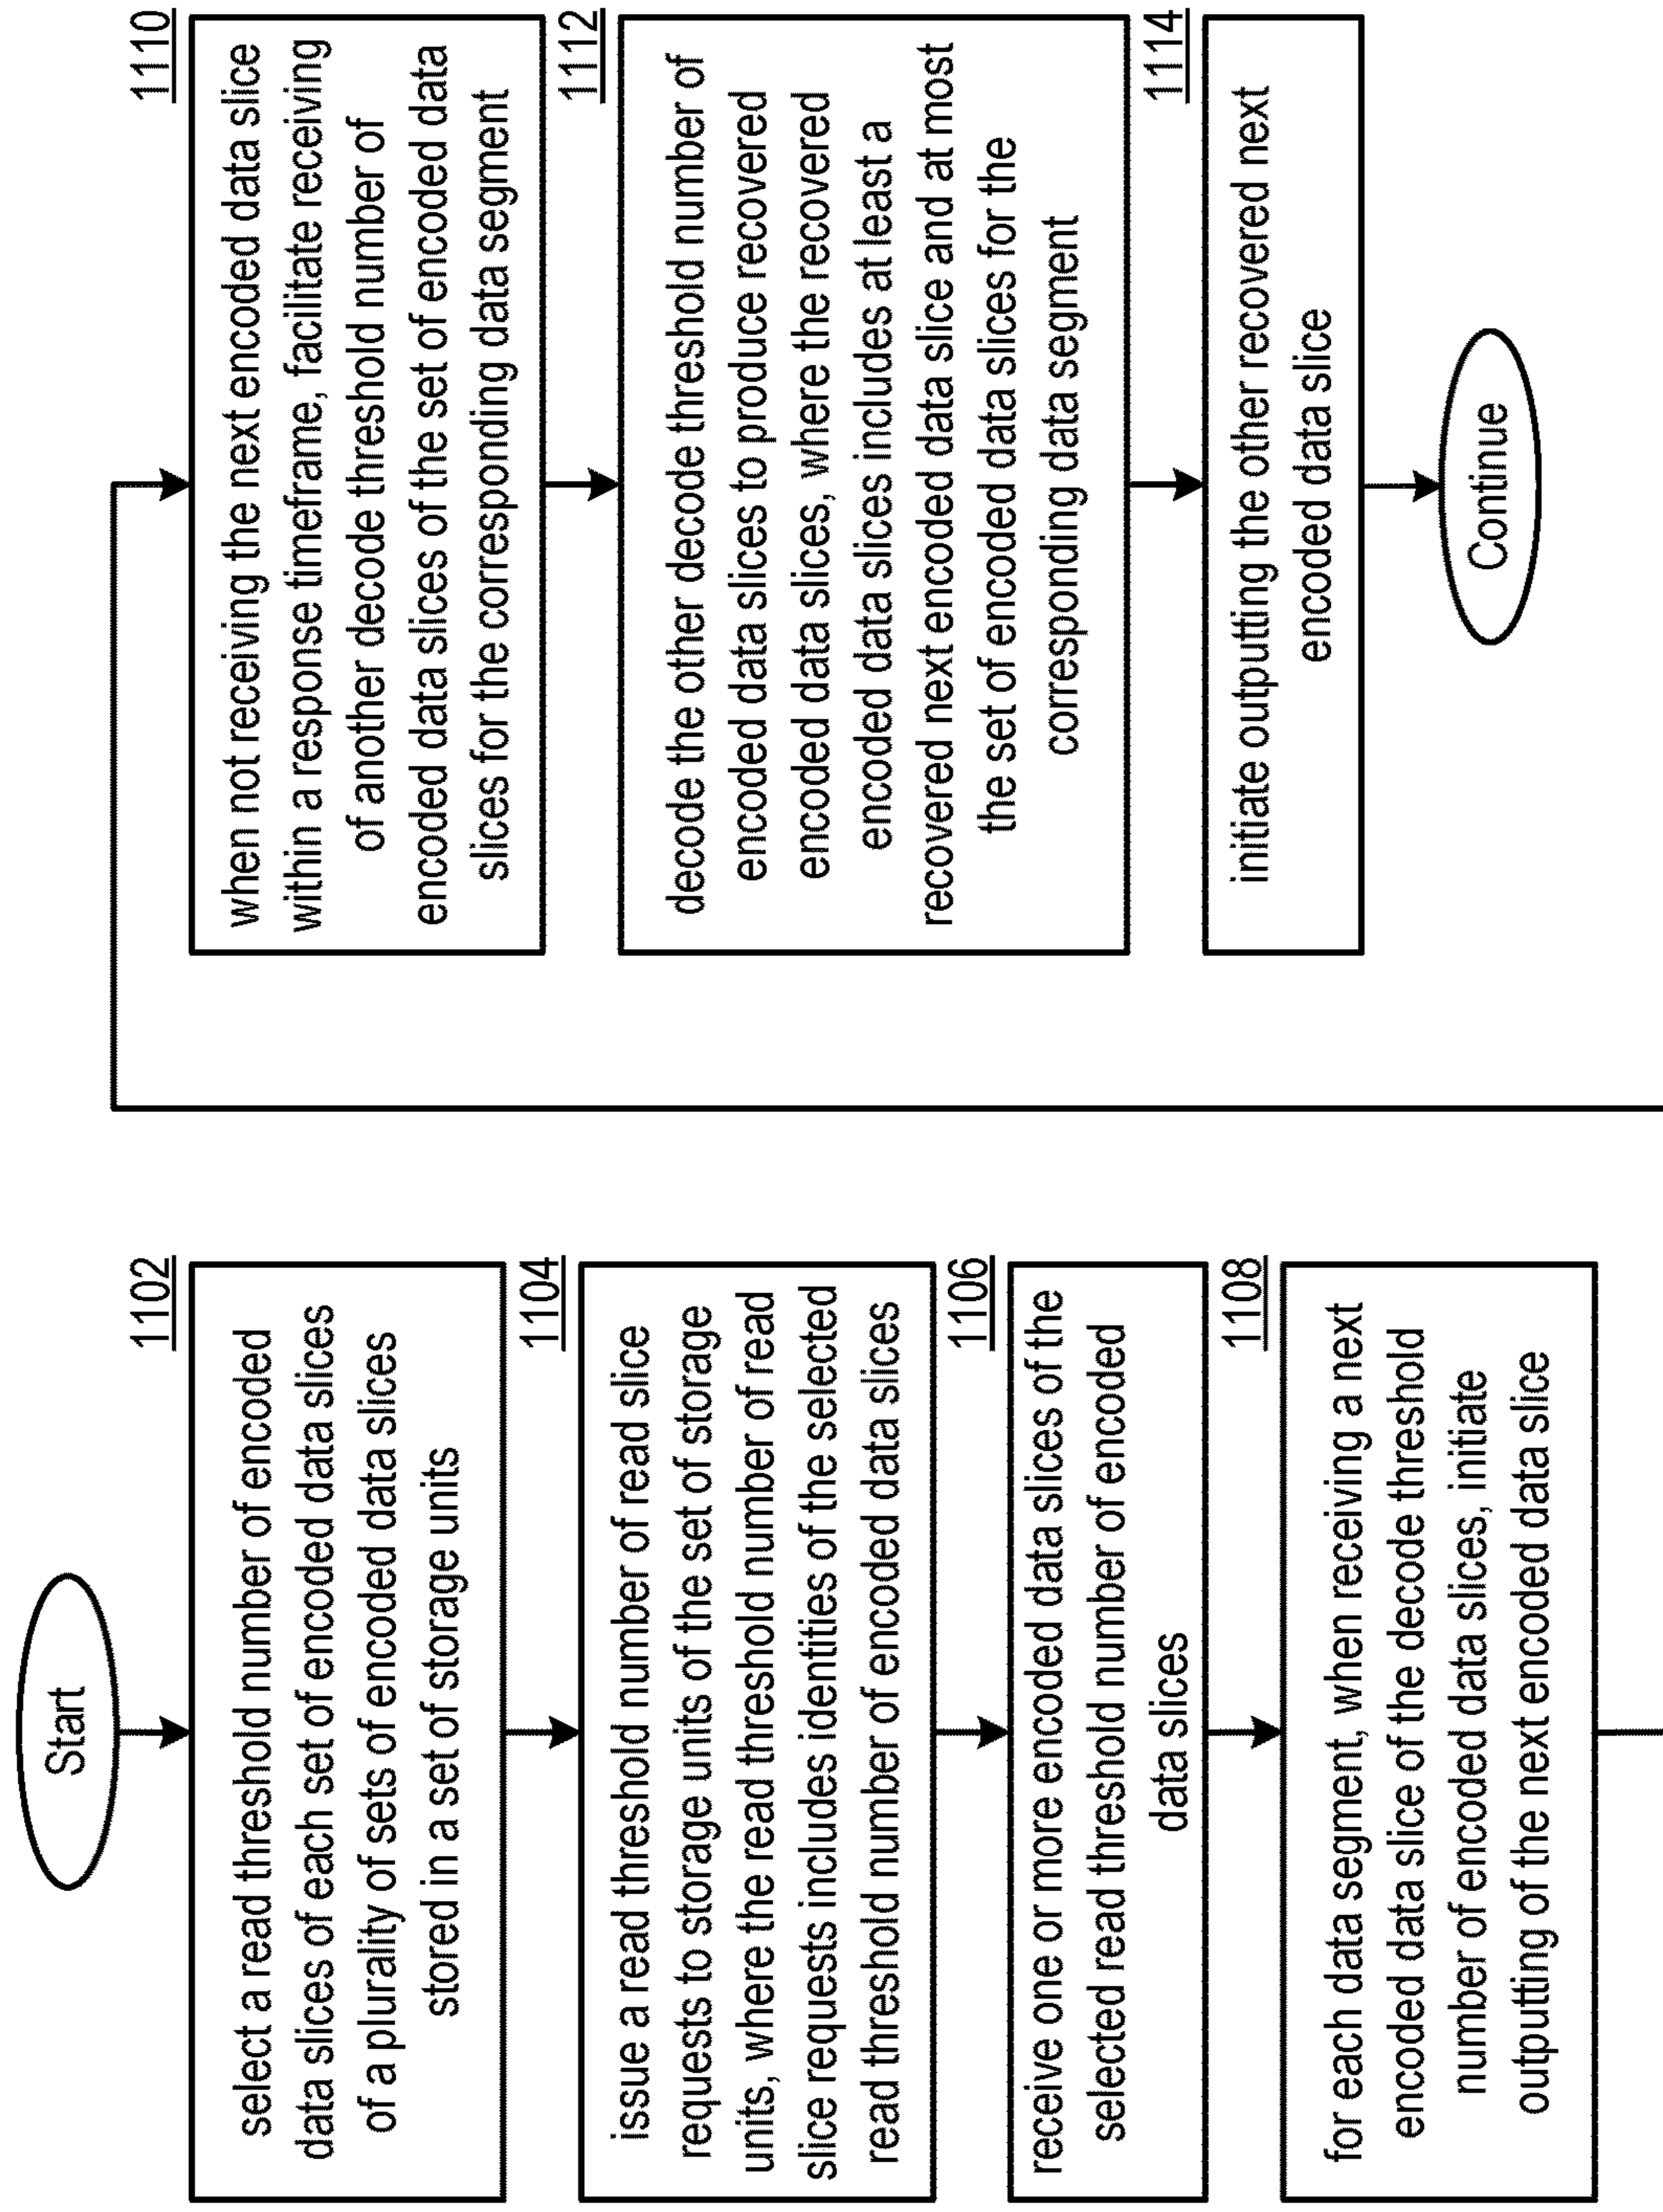 Start
1102
select a read threshold number of encoded
data slices of each set of encoded data slices
of a plurality of sets of encoded data slices
stored in a set of storage units
1104
issue a read threshold number of read slice
requests to storage units of the set of storage
units, where the read threshold number of read
slice requests includes identities of the selected
read threshold number of encoded data slices
1106
receive one or more encoded data slices of the
selected read threshold number of encoded
data slices
1108
for each data segment, when receiving a next
encoded data slice of the decode threshold
number of encoded data slices, initiate
outputting of the next encoded data slice
1110
when not receiving the next encoded data slice
within a response timeframe, facilitate receiving
of another decode threshold number of
encoded data slices of the set of encoded data
slices for the corresponding data segment
1112
decode the other decode threshold number of
encoded data slices to produce recovered
encoded data slices, where the recovered
encoded data slices includes at least a
recovered next encoded data slice and at most
the set of encoded data slices for the
corresponding data segment
1114
initiate outputting the other recovered next
encoded data slice
Continue